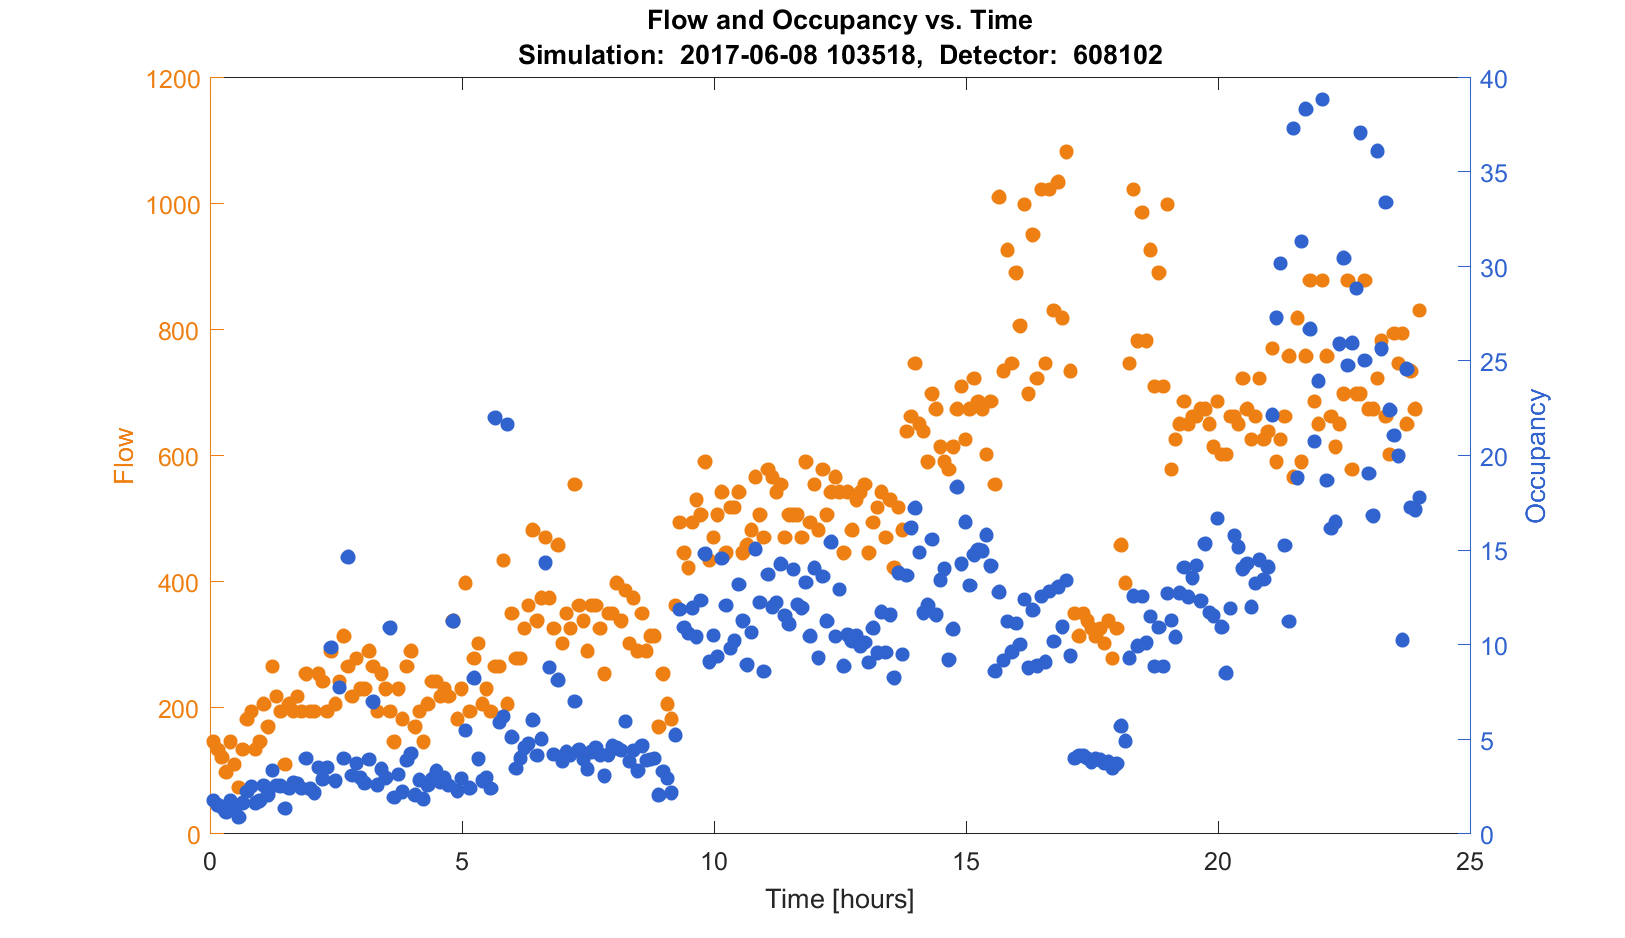 Flow and Occupancy vs. Time
Simulation:  2017-06-08 103518,  Detector:  608102
1200
1000
800
600
400
200
0
Flow
40
35
30
25
20
15
10
5
0
Occupancy
0 5 10 15 20 25
Time [hours]